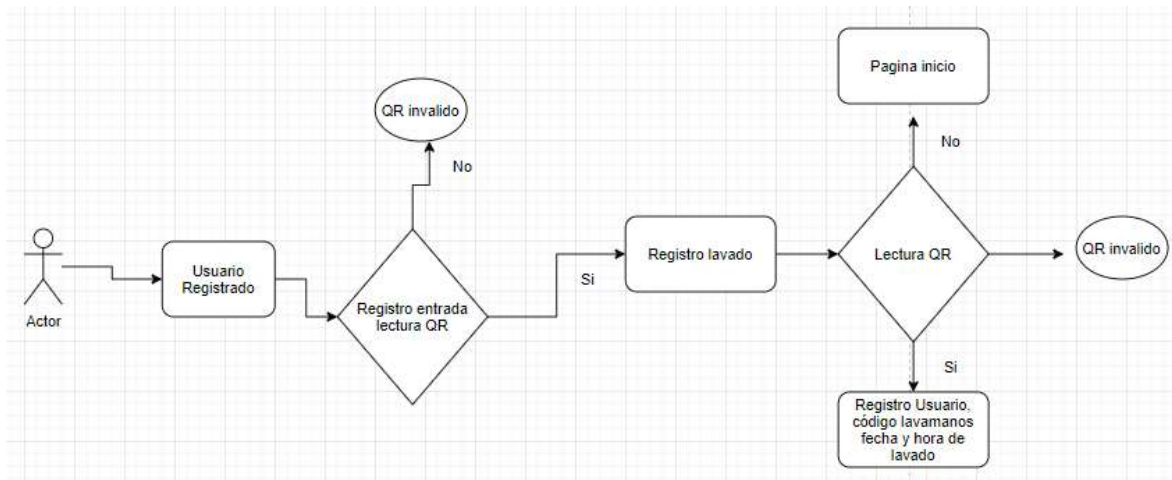 Pagina inicio
QR invalido
No
No
Usuario
Registrado
Registro lavado
Lectura QR
QR invalido
Si
Registro entrada
lectura QR
Actor
Si
Registro Usuario,
código lavamanos
fecha y hora de
lavado